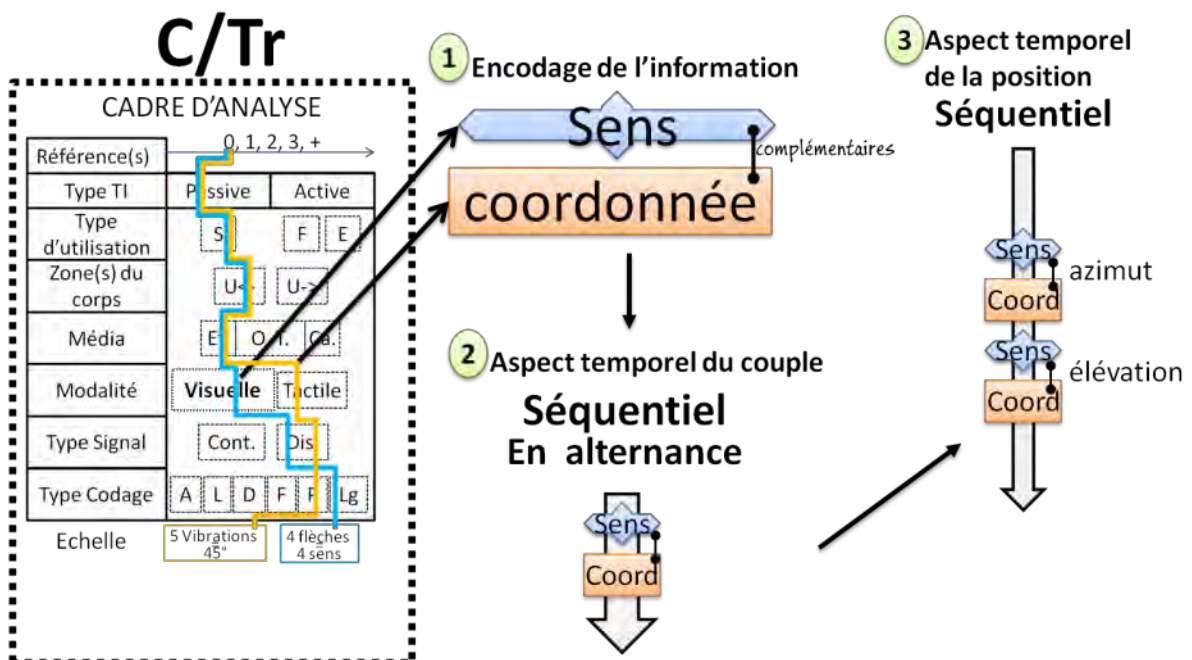 C/Tr
CADRE D'ANALYSE
Référence(s)
0, 1, 2, 3, +
Type TI
Passive
Active
Type
d'utilisation
S
F
E
Zone(s) du
corps
U<-
U->
Média
O
T.
Ca.
Modalité
Visuelle
Tactile
Type Signal
Cont.
Dis
Type Codage
A
L
D
F
Lg
Echelle
5 Vibrations
45°
4 flèches
4 sens
1
Encodage de l'information
Sens
complémentaires
coordonnée
2
Aspect temporel du couple
Séquentiel
En alternance
Sens
Coord
3
Aspect temporel
de la position
Séquentiel
Sens
azimut
Coord
Sens
élévation
Coord